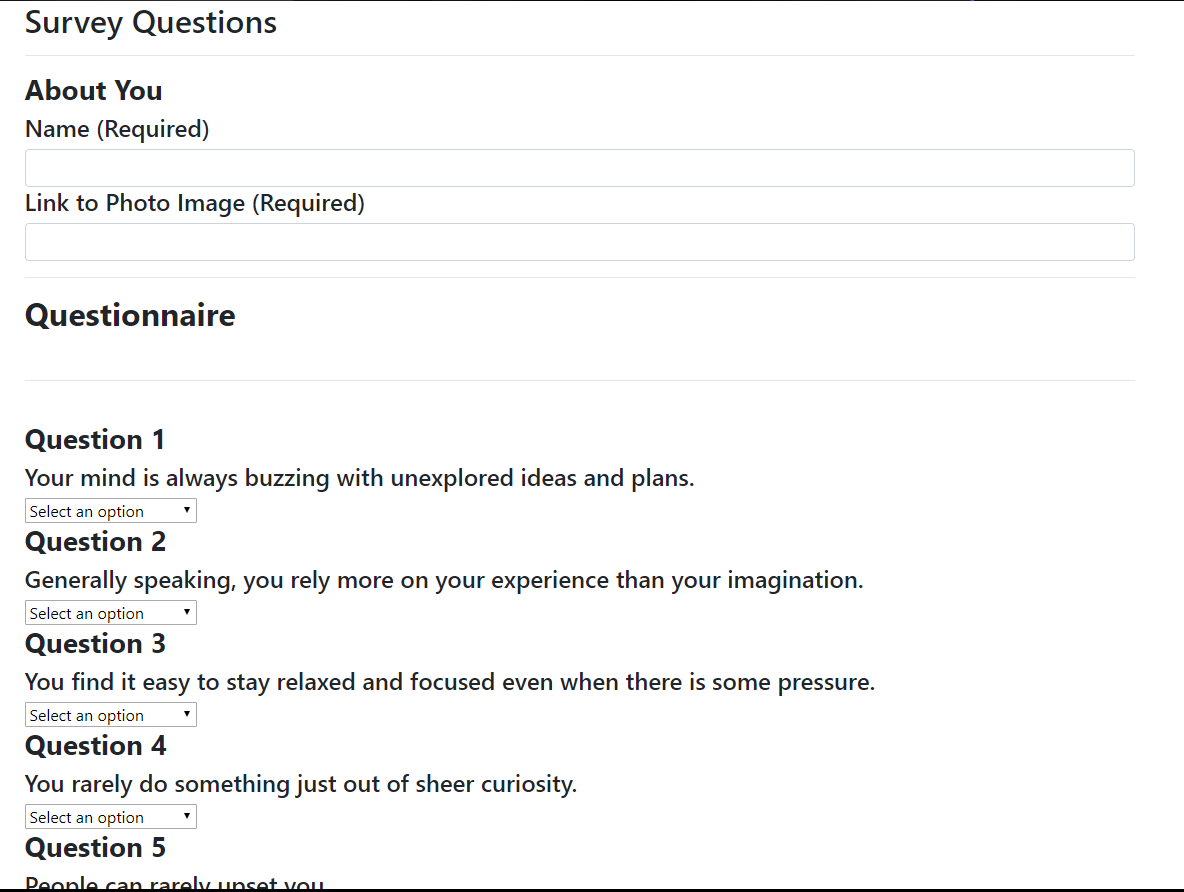 Survey Questions
About You
Name (Required)
Link to Photo Image (Required)
Questionnaire
Question 1
Your mind is always buzzing with unexplored ideas and plans.
Select an option
Question 2
Generally speaking, you rely more on your experience than your imagination.
Select an option
Question 3
You find it easy to stay relaxed and focused even when there is some pressure.
Select an option
Question 4
You rarely do something just out of sheer curiosity.
Select an option
Question 5
People can rarely upset you